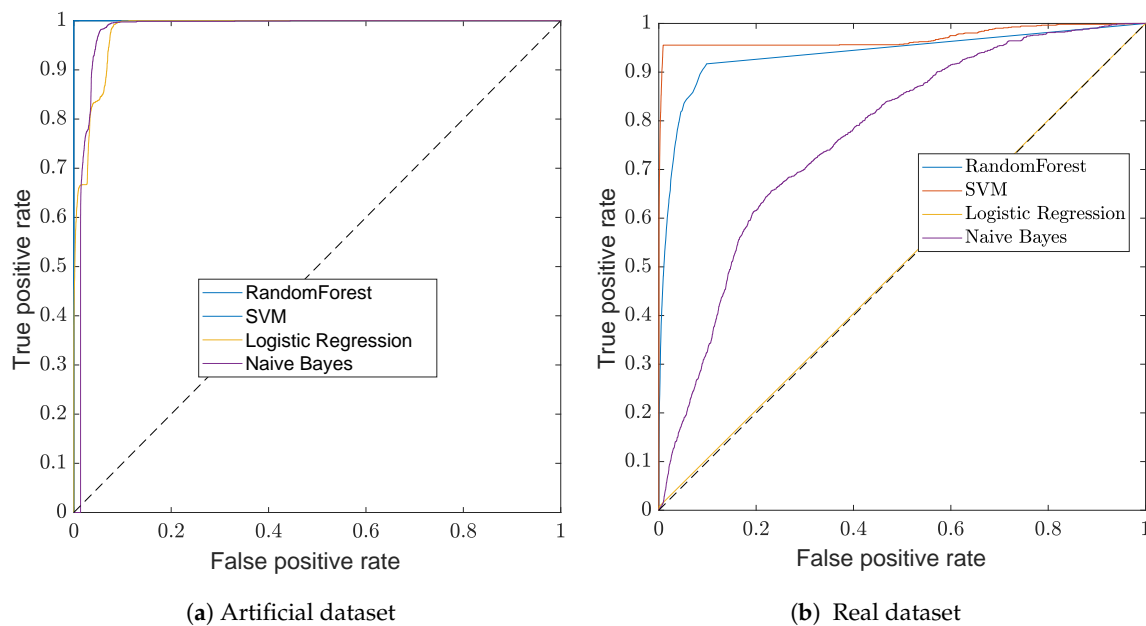 1
0.9
0.8
0.7
0.6
0.5
0.4
0.3
0.2
0.1
0
True positive rate
RandomForest
SVM
Logistic Regression
Naive Bayes
0 0.2 0.4 0.6 0.8 1
False positive rate
(a) Artificial dataset
1
0.9
0.8
0.7
0.6
0.5
0.4
0.3
0.2
0.1
0
True positive rate
RandomForest
SVM
Logistic Regression
Naive Bayes
0 0.2 0.4 0.6 0.8 1
False positive rate
(b) Real dataset